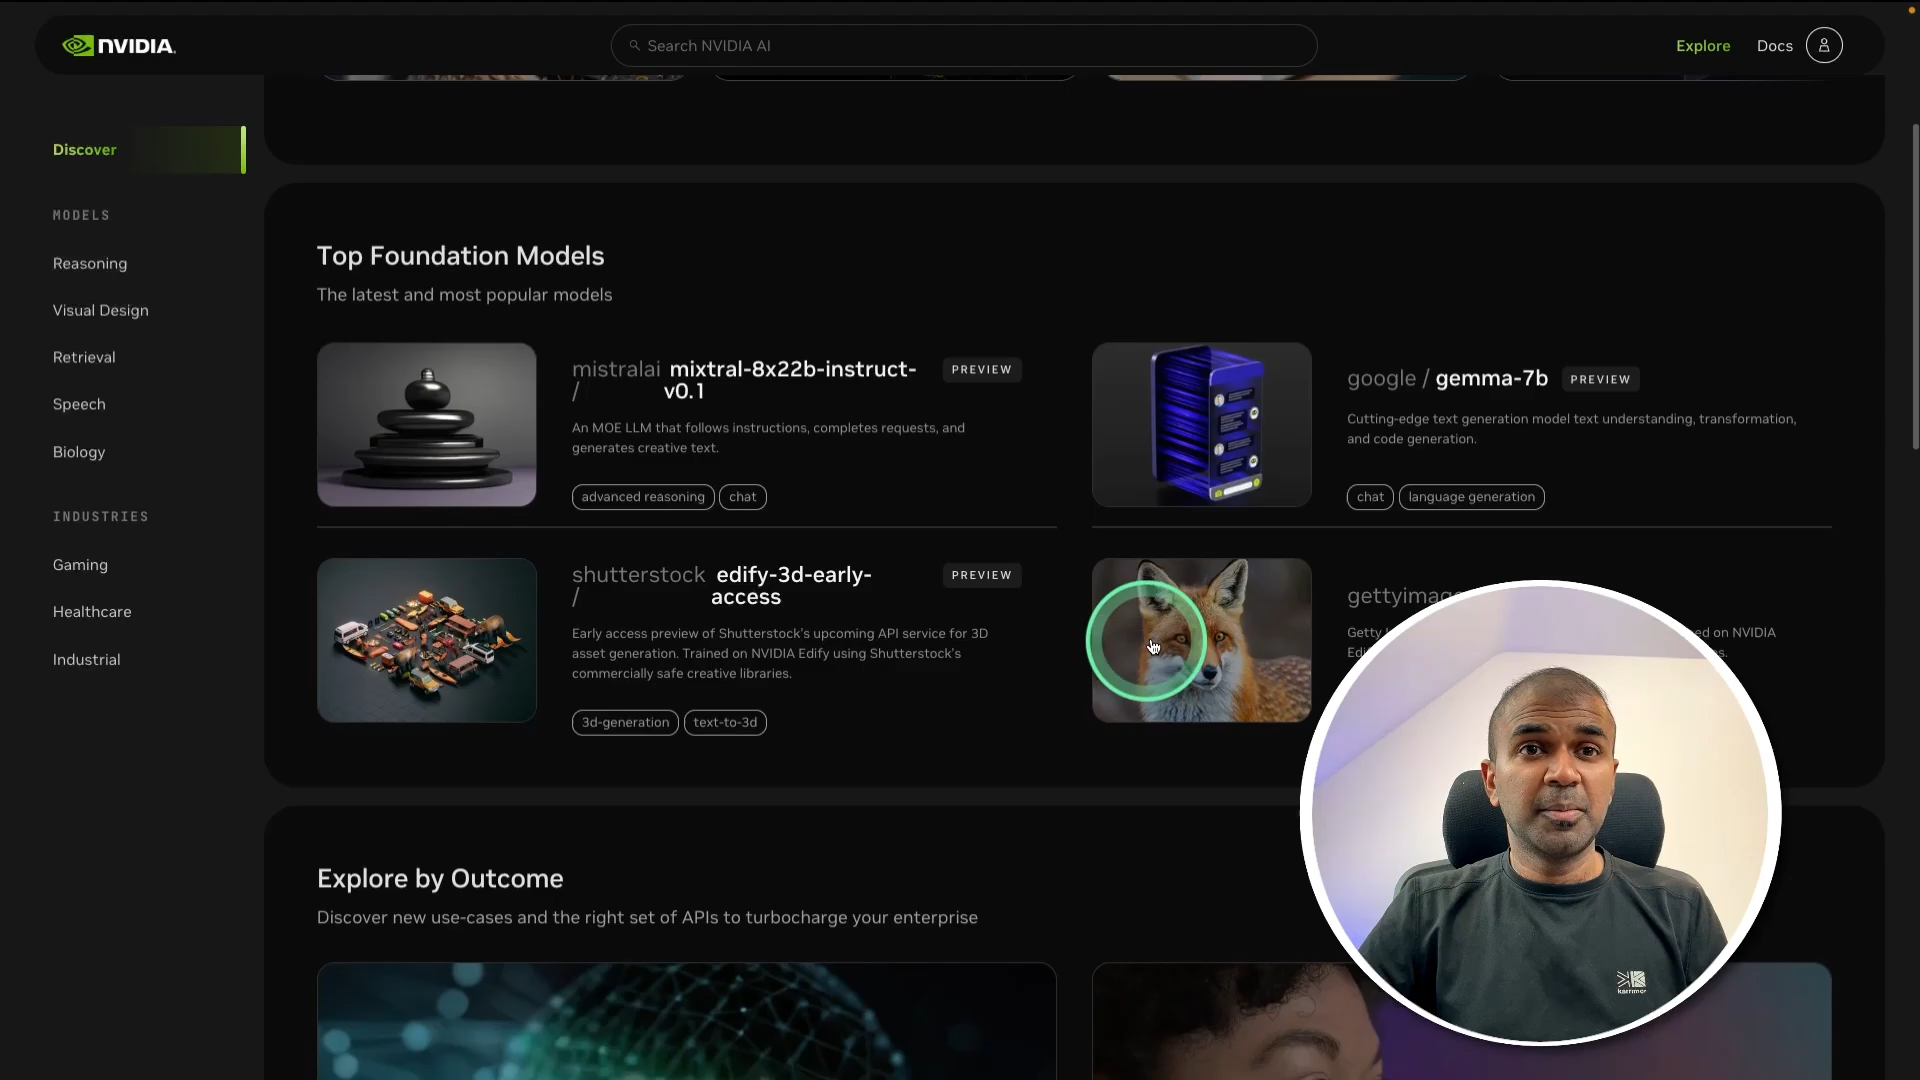 NVIDIA.
Search NVIDIA AI
Explore
Docs
Discover
MODELS
Reasoning
Visual Design
Retrieval
Speech
Biology
INDUSTRIES
Gaming
Healthcare
Industrial
Top Foundation Models
The latest and most popular models
mistralai / mixtral-8x22b-instruct-
v0.1
PREVIEW
An MOE LLM that follows instructions, completes requests, and
generates creative text.
advanced reasoning
chat
google / gemma-7b
PREVIEW
Cutting-edge text generation model text understanding, transformation,
and code generation.
chat
language generation
shutterstock / edify-3d-early-
access
PREVIEW
Early access preview of Shutterstock's upcoming API service for 3D
asset generation. Trained on NVIDIA Edify using Shutterstock's
commercially safe creative libraries.
3d-generation
text-to-3d
Getty
ed on NVIDIA
Explore by Outcome
Discover new use-cases and the right set of APIs to turbocharge your enterprise
karrimor